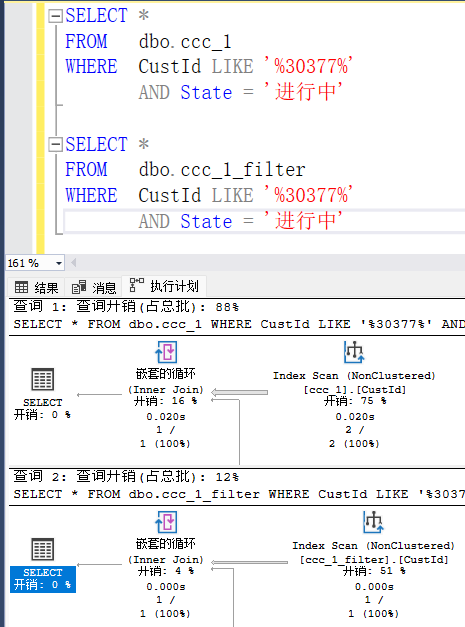 SELECT *
FROM dbo.ccc_1
WHERE CustId LIKE '%30377%'
AND State = '进行中'
SELECT *
FROM dbo.ccc_1_filter
WHERE CustId LIKE '%30377%'
AND State = '进行中'
161 %
结果 消息 执行计划
查询 1: 查询开销(占总批): 88%
SELECT * FROM dbo.ccc_1 WHERE CustId LIKE '%30377%' AND
嵌套的循环
(Inner Join)
开销: 16 %
0.020s
1 /
1 (100%)
Index Scan (NonClustered)
[ccc_1].[CustId]
开销: 75 %
0.020s
2 /
2 (100%)
SELECT
开销: 0 %
查询 2: 查询开销(占总批): 12%
SELECT * FROM dbo.ccc_1_filter WHERE CustId LIKE '%3037
嵌套的循环
(Inner Join)
开销: 4 %
0.000s
1 /
1 (100%)
Index Scan (NonClustered)
[ccc_1_filter].[CustId]
开销: 51 %
0.000s
1 /
1 (100%)
SELECT
开销: 0 %